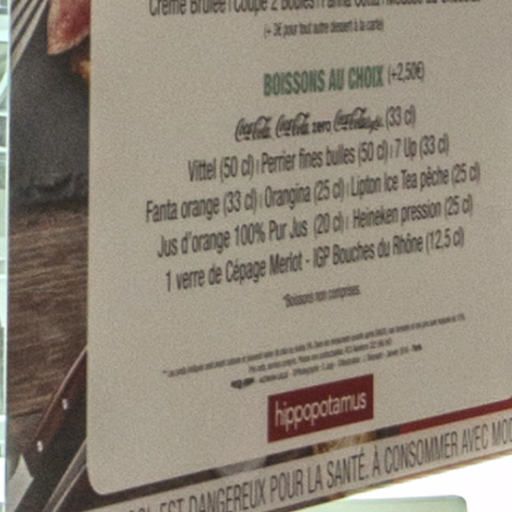 Crème Brûlée | Coupe 2 Boules |
(+ 3€ pour tout autre dessert à la carte)
BOISSONS AU CHOIX (+2,50€)
Coca-Cola, Coca-Cola zero, Coca-Cola light, (33 cl)
Vittel (50 cl) | Perrier fines bulles (50 cl) | 7 Up (33 cl)
Fanta orange (33 cl) | Orangina (25 cl) | Lipton Ice Tea pêche (25 cl)
Jus d'orange 100% Pur Jus (20 cl) | Heineken pression (25 cl)
1 verre de Cépage Merlot - IGP Bouches du Rhône (12,5 cl)
*Boissons non comprises.
hippopotamus
EST DANGEREUX POUR LA SANTÉ. À CONSOMMER AVEC MOD